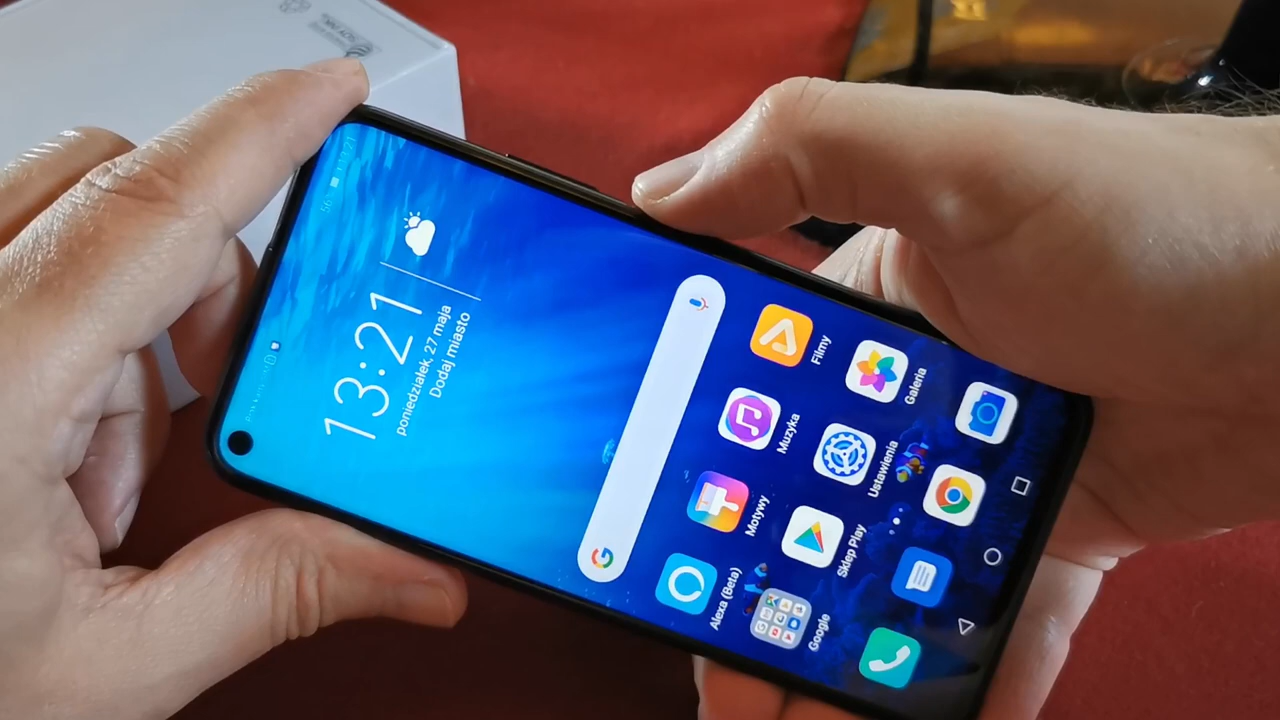 13:21
poniedziałek, 27 maja
Dodaj miasto
G
Alexa (Beta)
Motywy
Muzyka
Filmy
Google
Sklep Play
Ustawienia
Galeria